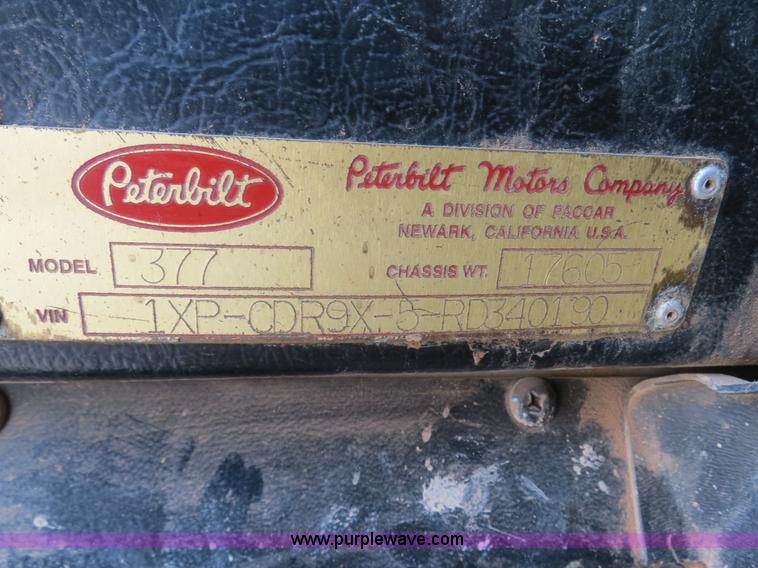 Peterbilt
Peterbilt Motors Company
A DIVISION OF PACCAR
NEWARK, CALIFORNIA U.S.A.
MODEL 377
CHASSIS WT. 17605
VIN 1XP-CDR9X-5-RD340190
www.purplewave.com